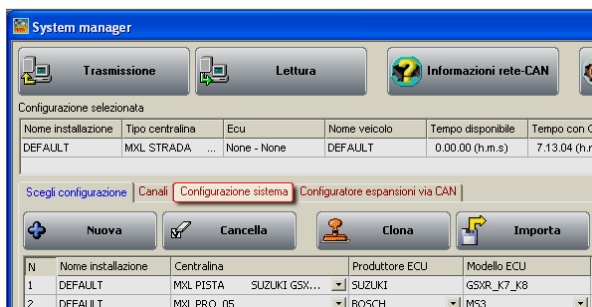 System manager
Trasmissione Lettura Informazioni rete-CAN
Configurazione selezionata
Nome installazione Tipo centralina Ecu Nome veicolo Tempo disponibile Tempo con
DEFAULT MXL STRADA ... None - None DEFAULT 0.00.00 (h.m.s) 7.13.04 (h.r
Scegli configurazione Canali Configurazione sistema Configuratore espansioni via CAN
Nuova Cancella Clona Importa
N Nome installazione Centralina Produttore ECU Modello ECU
1 DEFAULT MXL PISTA SUZUKI GSX... SUZUKI GSXR_K7_K8
2 DEFAULT MXL PRO 05 BOSCH MS3